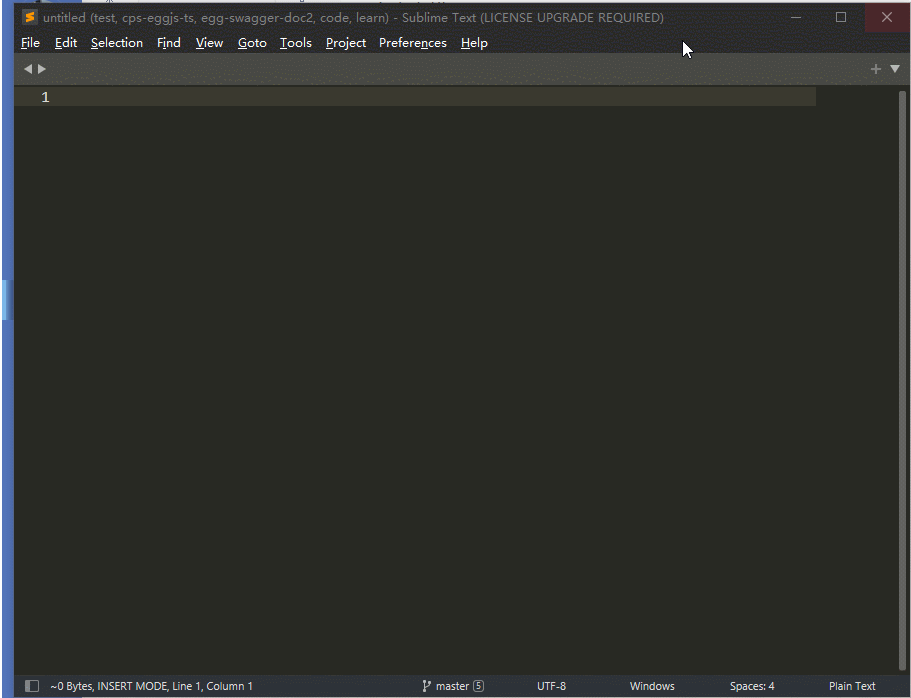 untitled (test, cps-eggjs-ts, egg-swagger-doc2, code, learn) - Sublime Text (LICENSE UPGRADE REQUIRED)
File Edit Selection Find View Goto Tools Project Preferences Help
1
~0 Bytes, INSERT MODE, Line 1, Column 1 master 5 UTF-8 Windows Spaces: 4 Plain Text